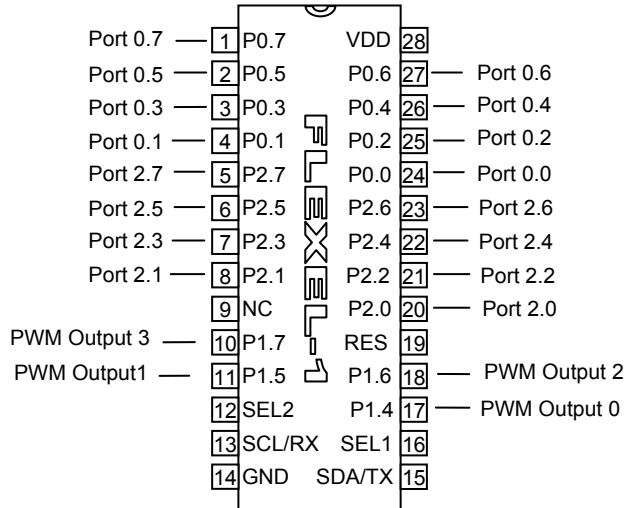 Port 0.7 1 P0.7 VDD 28
Port 0.5 2 P0.5 P0.6 27 Port 0.6
Port 0.3 3 P0.3 P0.4 26 Port 0.4
Port 0.1 4 P0.1 P0.2 25 Port 0.2
Port 2.7 5 P2.7 P0.0 24 Port 0.0
Port 2.5 6 P2.5 P2.6 23 Port 2.6
Port 2.3 7 P2.3 P2.4 22 Port 2.4
Port 2.1 8 P2.1 P2.2 21 Port 2.2
9 NC P2.0 20 Port 2.0
PWM Output 3 10 P1.7 RES 19
PWM Output1 11 P1.5 P1.6 18 PWM Output 2
12 SEL2 P1.4 17 PWM Output 0
13 SCL/RX SEL1 16
14 GND SDA/TX 15
FLEXEL-1